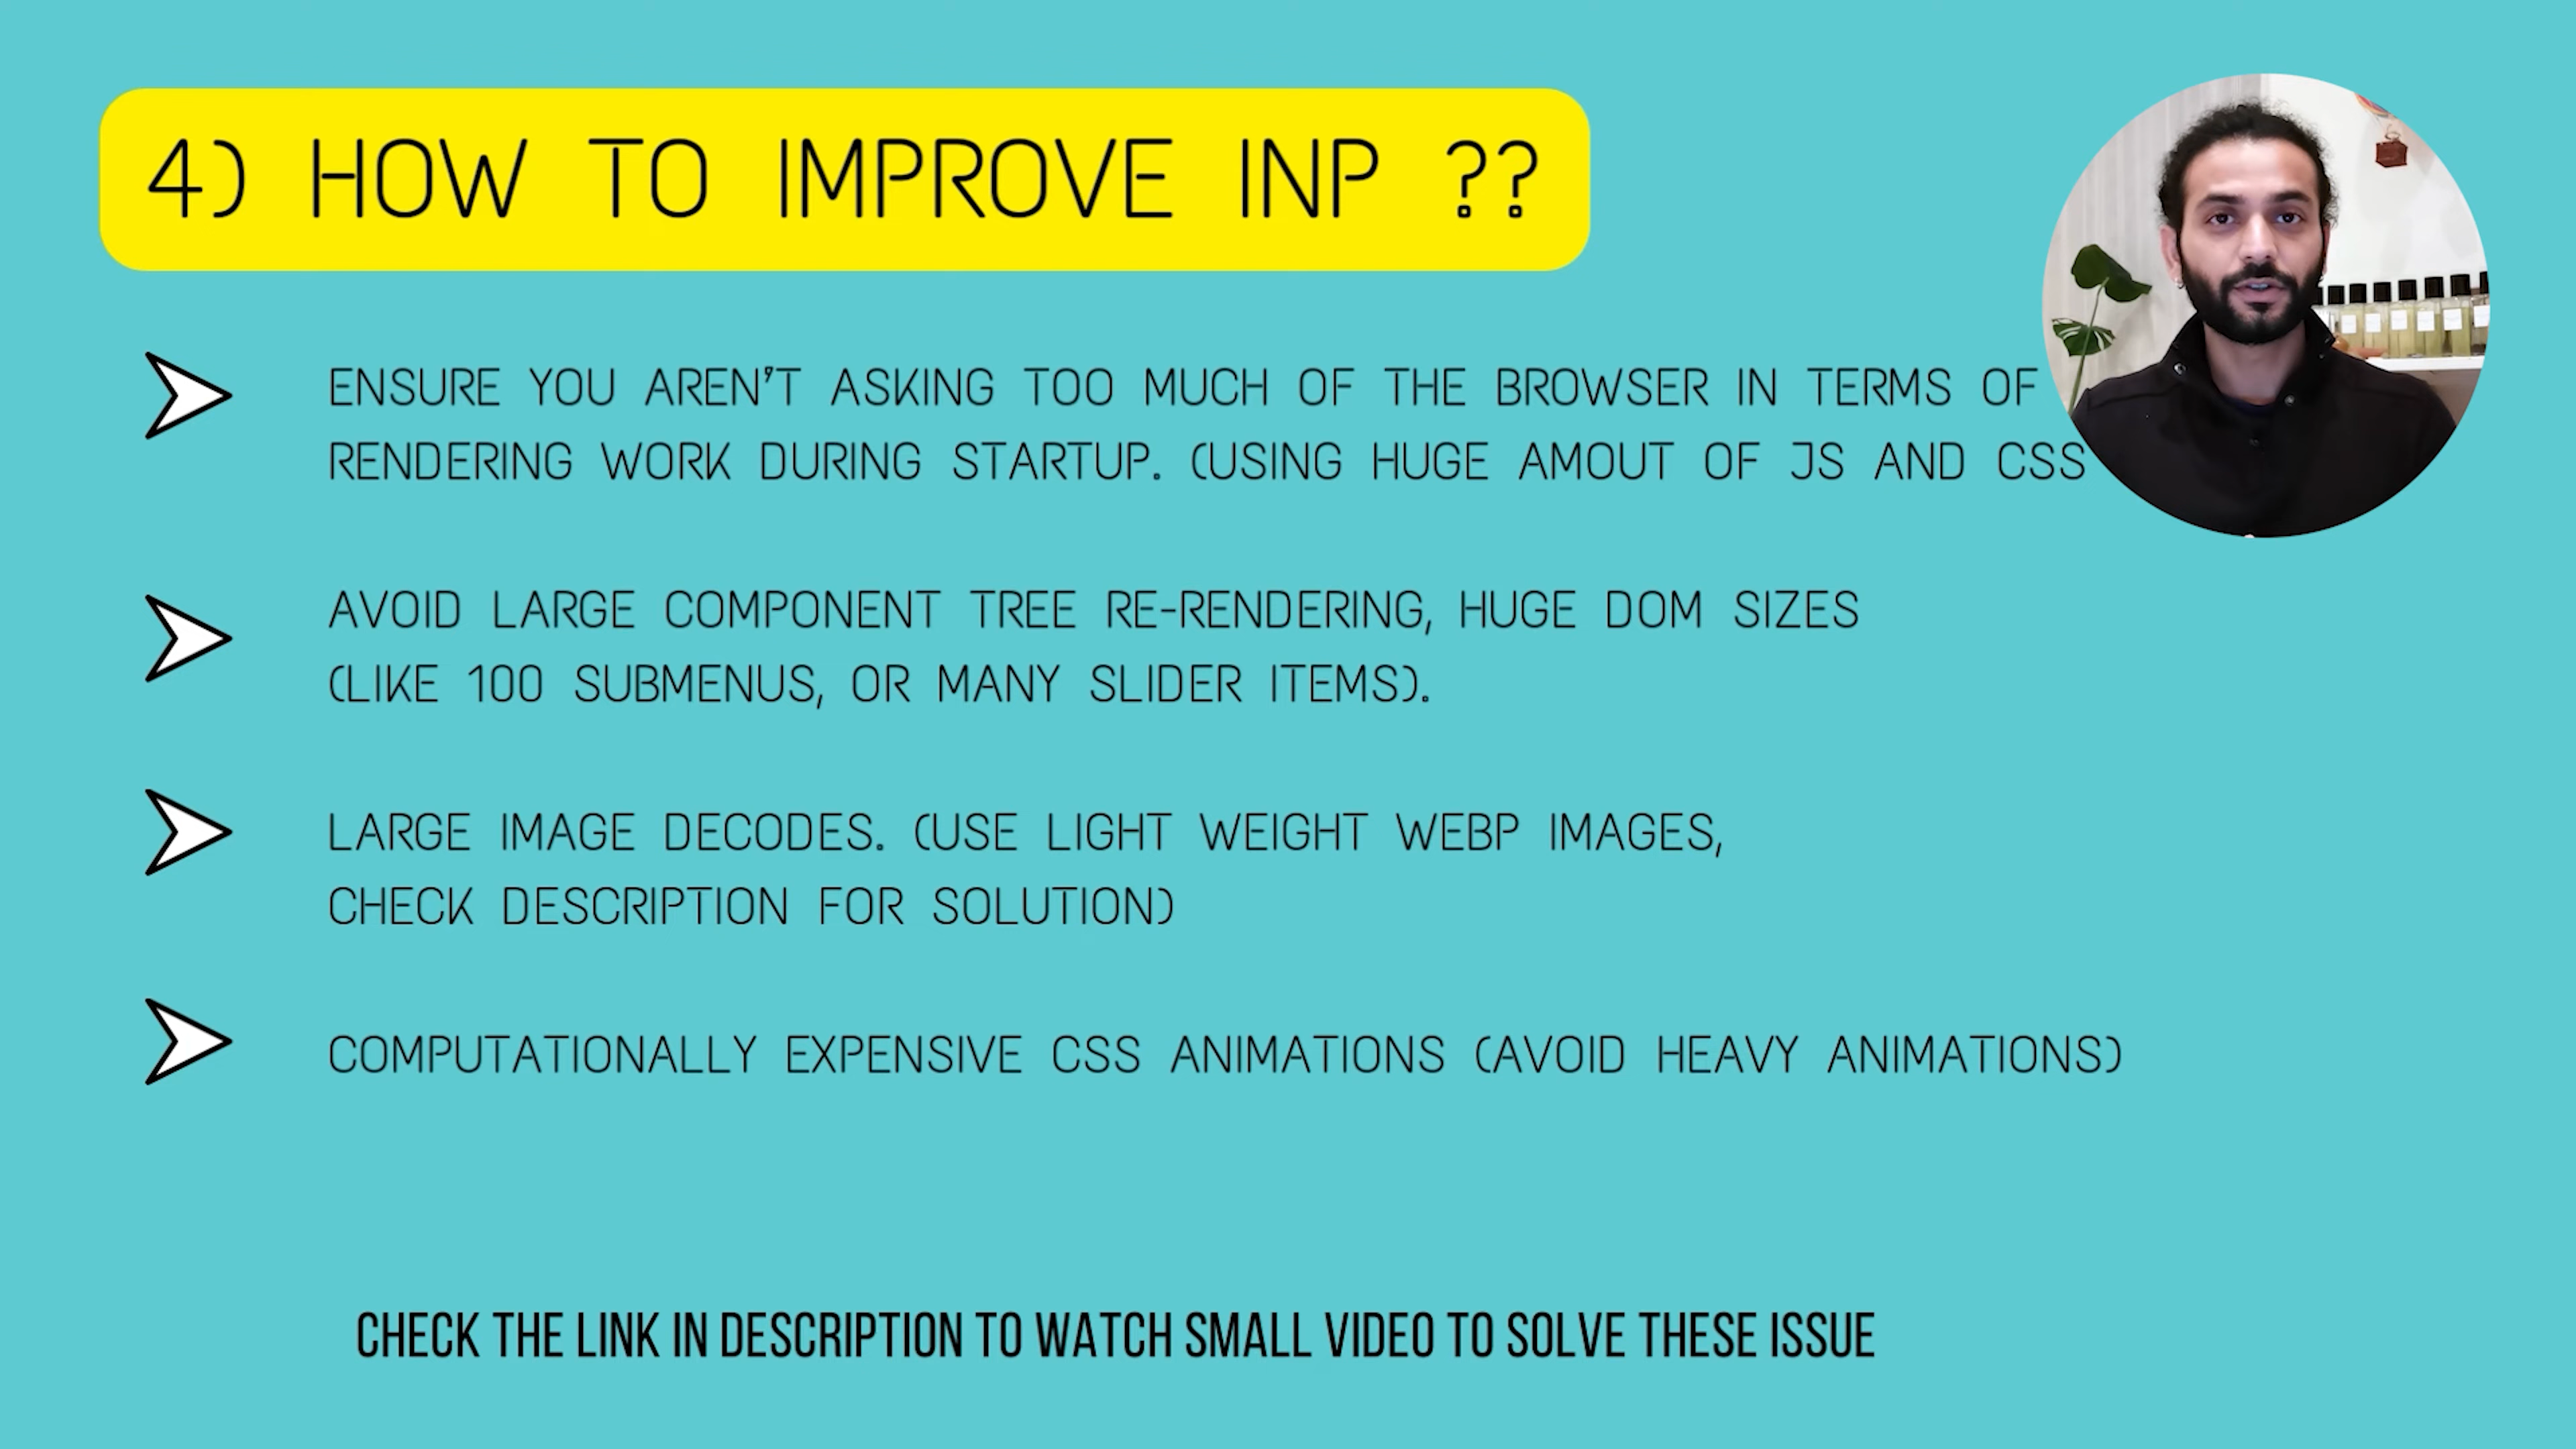 4) HOW TO IMPROVE INP ??
ENSURE YOU AREN'T ASKING TOO MUCH OF THE BROWSER IN TERMS OF
RENDERING WORK DURING STARTUP. (USING HUGE AMOUT OF JS AND CSS
AVOID LARGE COMPONENT TREE RE-RENDERING, HUGE DOM SIZES
(LIKE 100 SUBMENUS, OR MANY SLIDER ITEMS).
LARGE IMAGE DECODES. (USE LIGHT WEIGHT WEBP IMAGES,
CHECK DESCRIPTION FOR SOLUTION)
COMPUTATIONALLY EXPENSIVE CSS ANIMATIONS (AVOID HEAVY ANIMATIONS)
CHECK THE LINK IN DESCRIPTION TO WATCH SMALL VIDEO TO SOLVE THESE ISSUE